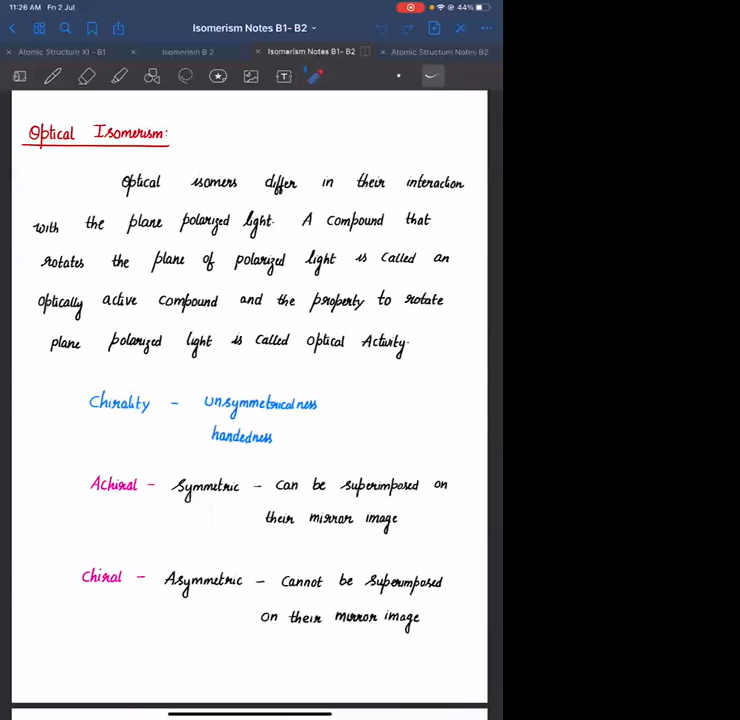 11:26 AM Fri 2 Jul
44%
Isomerism Notes B1- B2
Atomic Structure XI - B1
Isomerism B 2
Isomerism Notes B1- B2
Atomic Structure Notes B2
Optical Isomerism:
Optical isomers differ in their interaction
with the plane polarized light. A compound that
rotates the plane of polarized light is called an
optically active compound and the property to rotate
plane polarized light is called optical Activity.
Chirality - Unsymmetricalness
handedness
Achiral - Symmetric - can be superimposed on
their mirror image
Chiral - Asymmetric - cannot be superimposed
on their mirror image